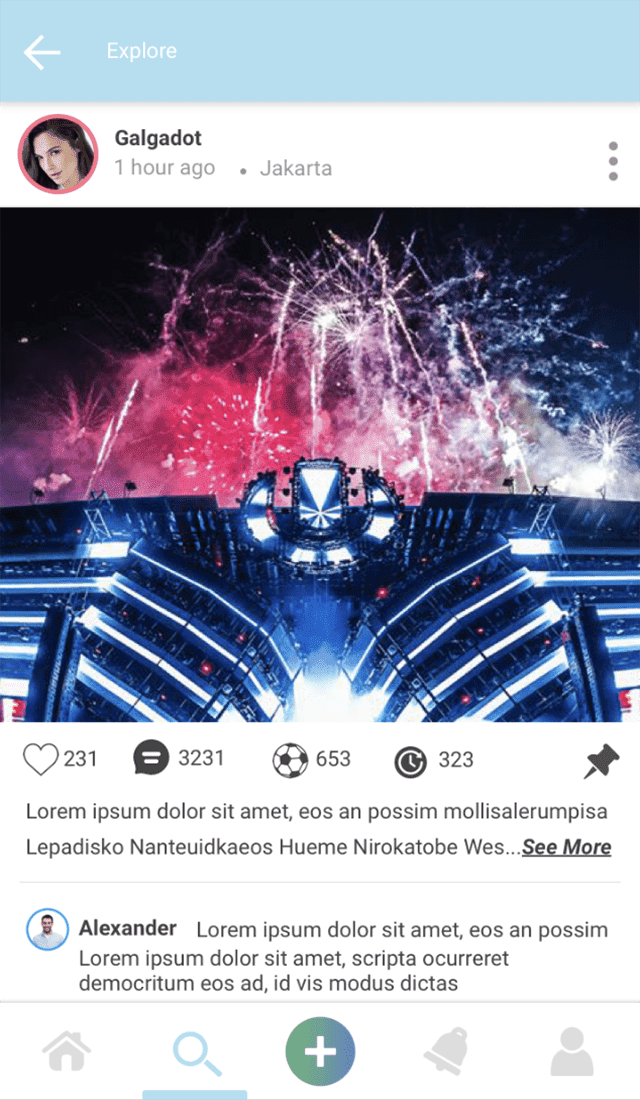 Explore
Galgadot
1 hour ago • Jakarta
231 3231 653 323
Lorem ipsum dolor sit amet, eos an possim mollisalerumpisa
Lepadisko Nanteuidkaeos Hueme Nirokatobe Wes...See More
Alexander Lorem ipsum dolor sit amet, eos an possim
Lorem ipsum dolor sit amet, scripta ocurreret
democritum eos ad, id vis modus dictas